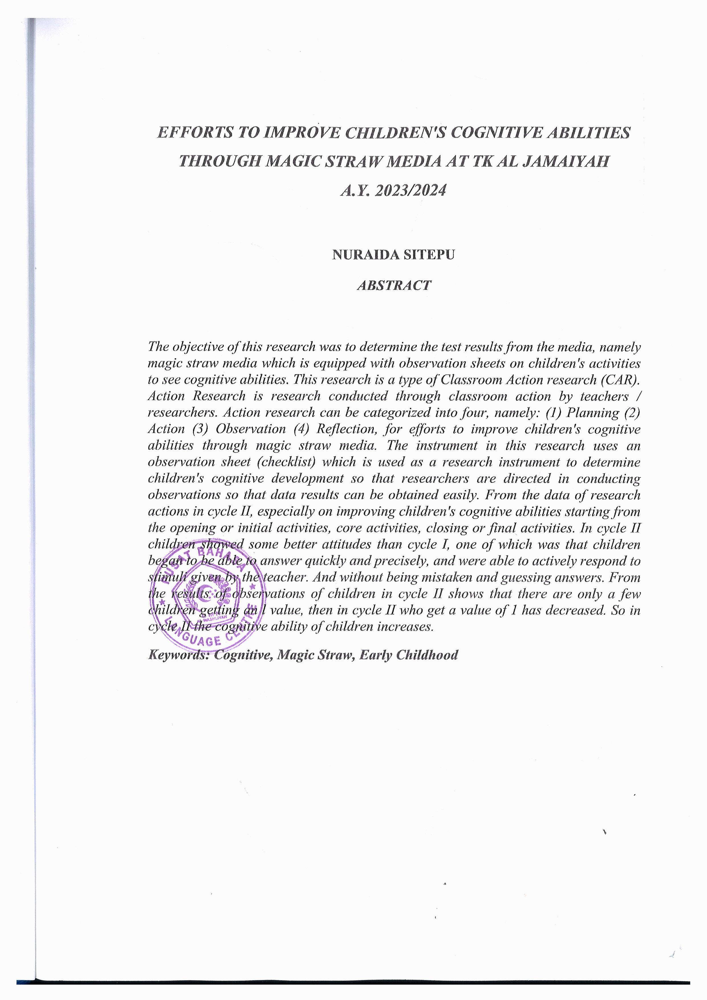 EFFORTS TO IMPROVE CHILDREN'S COGNITIVE ABILITIES
THROUGH MAGIC STRAW MEDIA AT TK AL JAMAIYAH
A.Y. 2023/2024
NURAIDA SITEPU
ABSTRACT
The objective of this research was to determine the test results from the media, namely
magic straw media which is equipped with observation sheets on children's activities
to see cognitive abilities. This research is a type of Classroom Action research (CAR).
Action Research is research conducted through classroom action by teachers /
researchers. Action research can be categorized into four, namely: (1) Planning (2)
Action (3) Observation (4) Reflection, for efforts to improve children's cognitive
abilities through magic straw media. The instrument in this research uses an
observation sheet (checklist) which is used as a research instrument to determine
children's cognitive development so that researchers are directed in conducting
observations so that data results can be obtained easily. From the data of research
actions in cycle II, especially on improving children's cognitive abilities starting from
the opening or initial activities, core activities, closing or final activities. In cycle II
children showed some better attitudes than cycle I, one of which was that children
began to be able to answer quickly and precisely, and were able to actively respond to
stimuli given by the teacher. And without being mistaken and guessing answers. From
the results of observations of children in cycle II shows that there are only a few
children getting an l value, then in cycle II who get a value of 1 has decreased. So in
cycle II the cognitive ability of children increases.
Keywords: Cognitive, Magic Straw, Early Childhood
PUSAT BAHASA
AL WASHLIYAH
LANGUAGE CENTRE